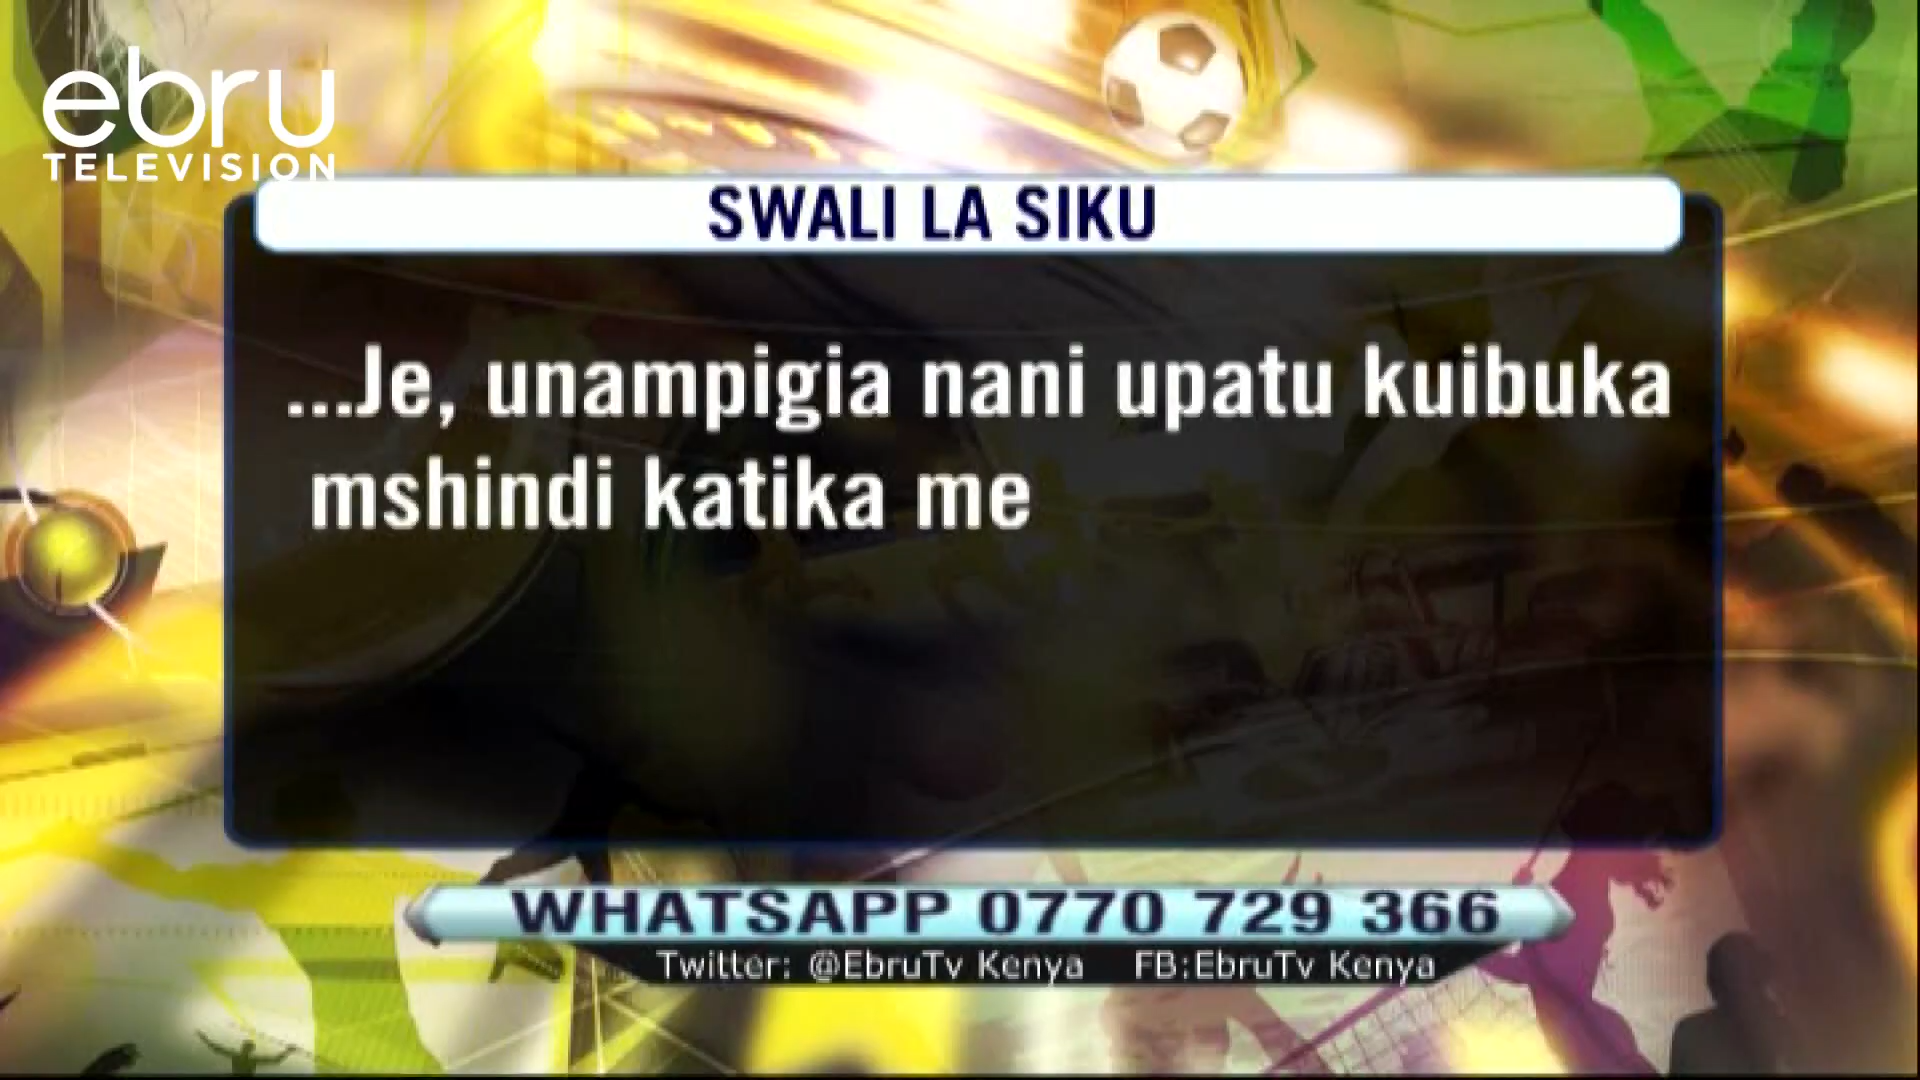 ebru
TELEVISION
SWALI LA SIKU
...Je, unampigia nani upatu kuibuka
mshindi katika me
WHATSAPP 0770 729 366
Twitter: @EbruTv Kenya FB:EbruTv Kenya